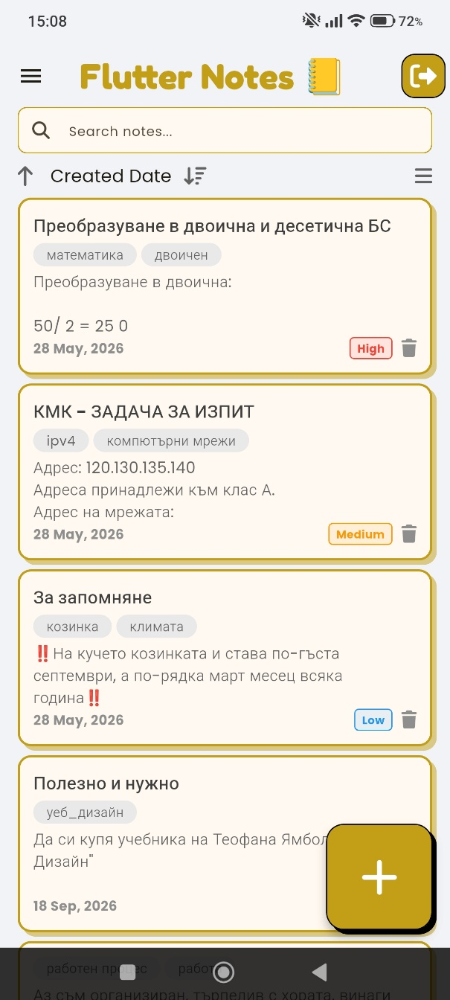 15:08
72%
Flutter Notes
Search notes...
Created Date
Преобразуване в двоична и десетична БС
математика двоичен
Преобразуване в двоична:
50/ 2 = 25 0
28 May, 2026 High
КМК - ЗАДАЧА ЗА ИЗПИТ
ipv4 компютърни мрежи
Адрес: 120.130.135.140
Адреса принадлежи към клас А.
Адрес на мрежата:
28 May, 2026 Medium
За запомняне
козинка климата
‼️На кучето козинката и става по-гъста
септември, а по-рядка март месец всяка
година‼️
28 May, 2026 Low
Полезно и нужно
уеб_дизайн
Да си купя учебника на Теофана Ямбол
Дизайн"
18 Sep, 2026
работен процес работ
Аз съм организиран, търпелив с хората, винаги